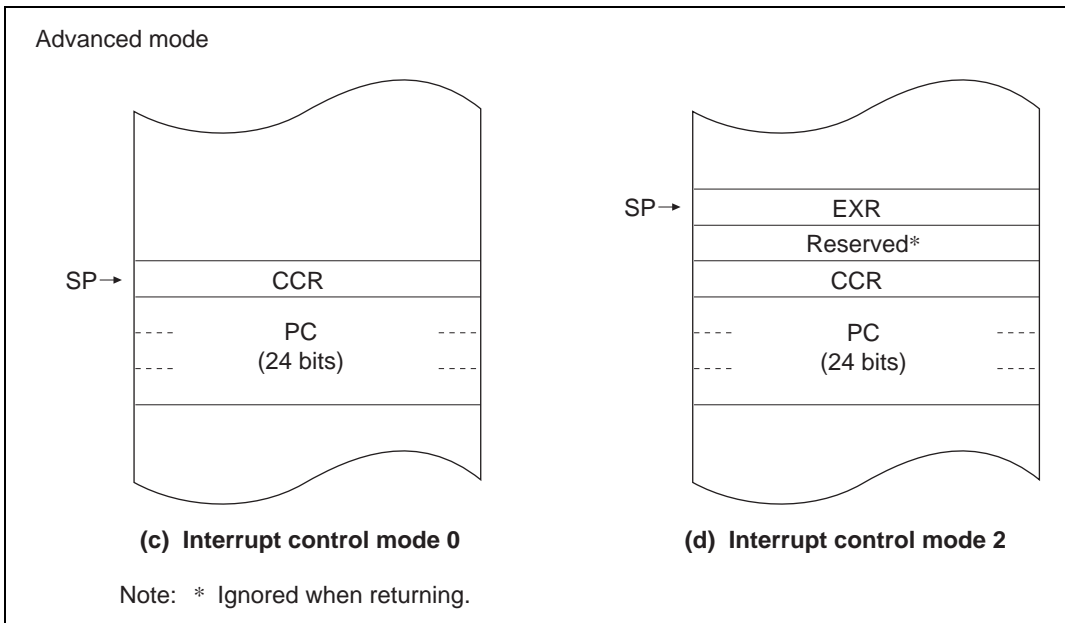 Advanced mode
SP
CCR
PC
(24 bits)
(c) Interrupt control mode 0
SP
EXR
Reserved*
CCR
PC
(24 bits)
(d) Interrupt control mode 2
Note: * Ignored when returning.